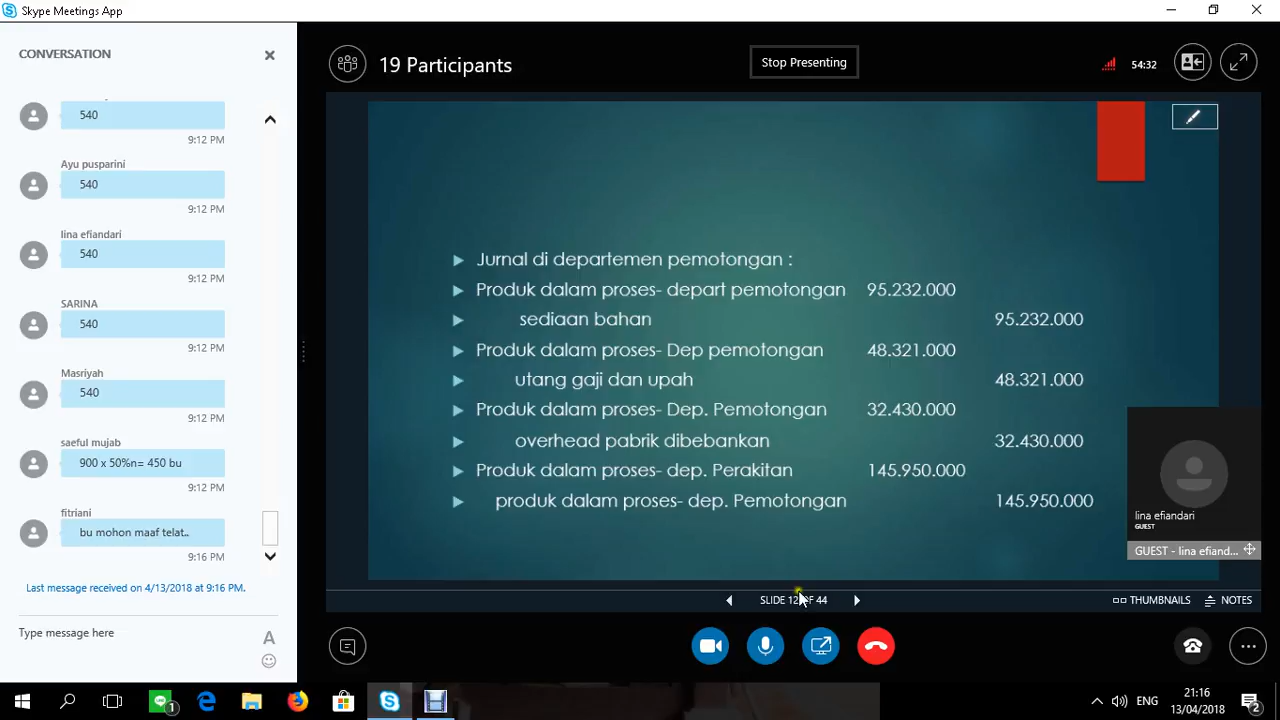 Skype Meetings App
CONVERSATION
540
9:12 PM
Ayu pusparini
540
9:12 PM
lina efiandari
540
9:12 PM
SARINA
540
9:12 PM
Masriyah
540
9:12 PM
saeful mujab
900 x 50%n= 450 bu
9:12 PM
fitriani
bu mohon maaf telat..
9:16 PM
Last message received on 4/13/2018 at 9:16 PM.
Type message here
19 Participants
Stop Presenting
54:32
Jurnal di departemen pemotongan :
Produk dalam proses- depart pemotongan 95.232.000
sediaan bahan 95.232.000
Produk dalam proses- Dep pemotongan 48.321.000
utang gaji dan upah 48.321.000
Produk dalam proses- Dep. Pemotongan 32.430.000
overhead pabrik dibebankan 32.430.000
Produk dalam proses- dep. Perakitan 145.950.000
produk dalam proses- dep. Pemotongan 145.950.000
lina efiandari
GUEST
GUEST - lina efiand...
SLIDE 12 OF 44
THUMBNAILS
NOTES
1
ENG
21:16
13/04/2018
2